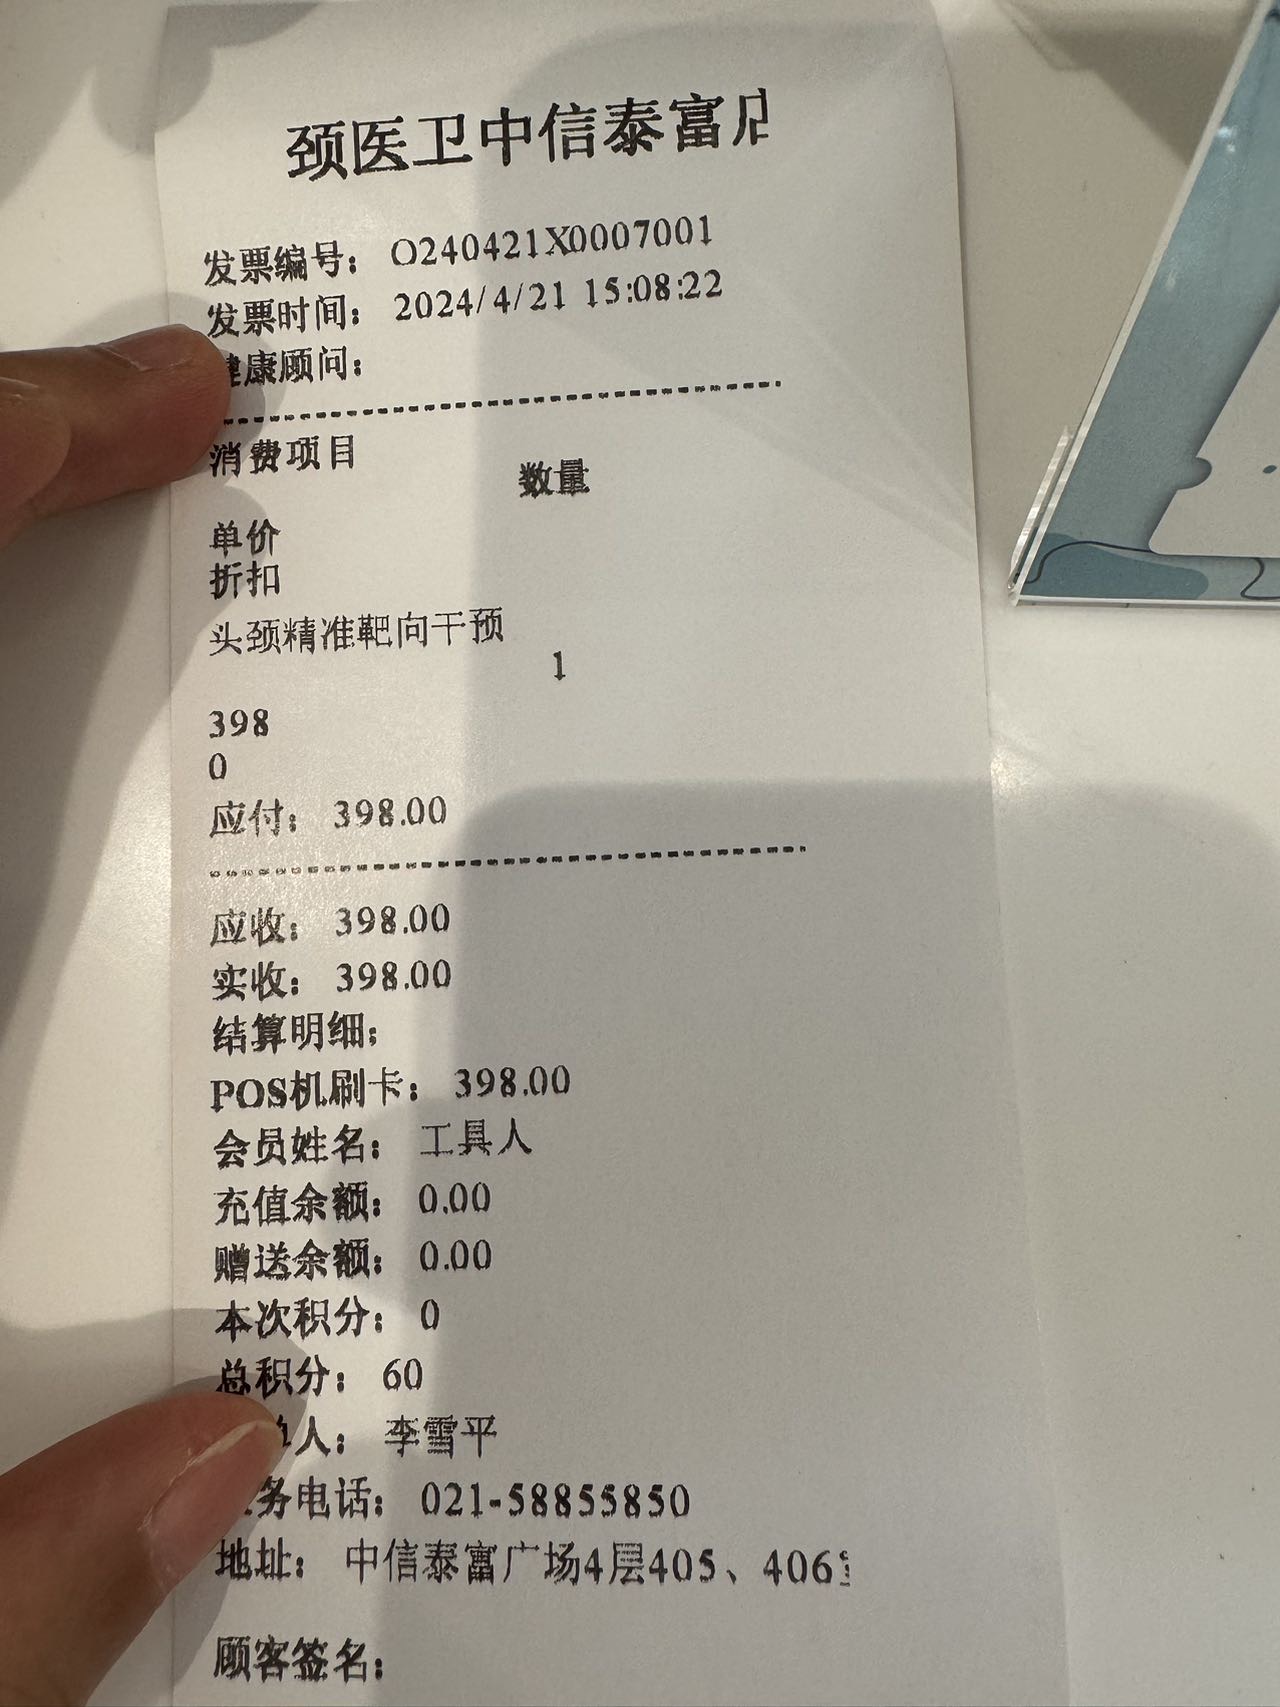 颈医卫中信泰富店
发票编号： O240421X0007001
发票时间： 2024/4/21 15:08:22
健康顾问：
消费项目
数量
单价
折扣
头颈精准靶向干预
1
398
0
应付： 398.00
应收： 398.00
实收： 398.00
结算明细：
POS机刷卡： 398.00
会员姓名： 工具人
充值余额： 0.00
赠送余额： 0.00
本次积分： 0
总积分： 60
人： 李雪平
务电话： 021-58855850
地址： 中信泰富广场4层405、406
顾客签名：